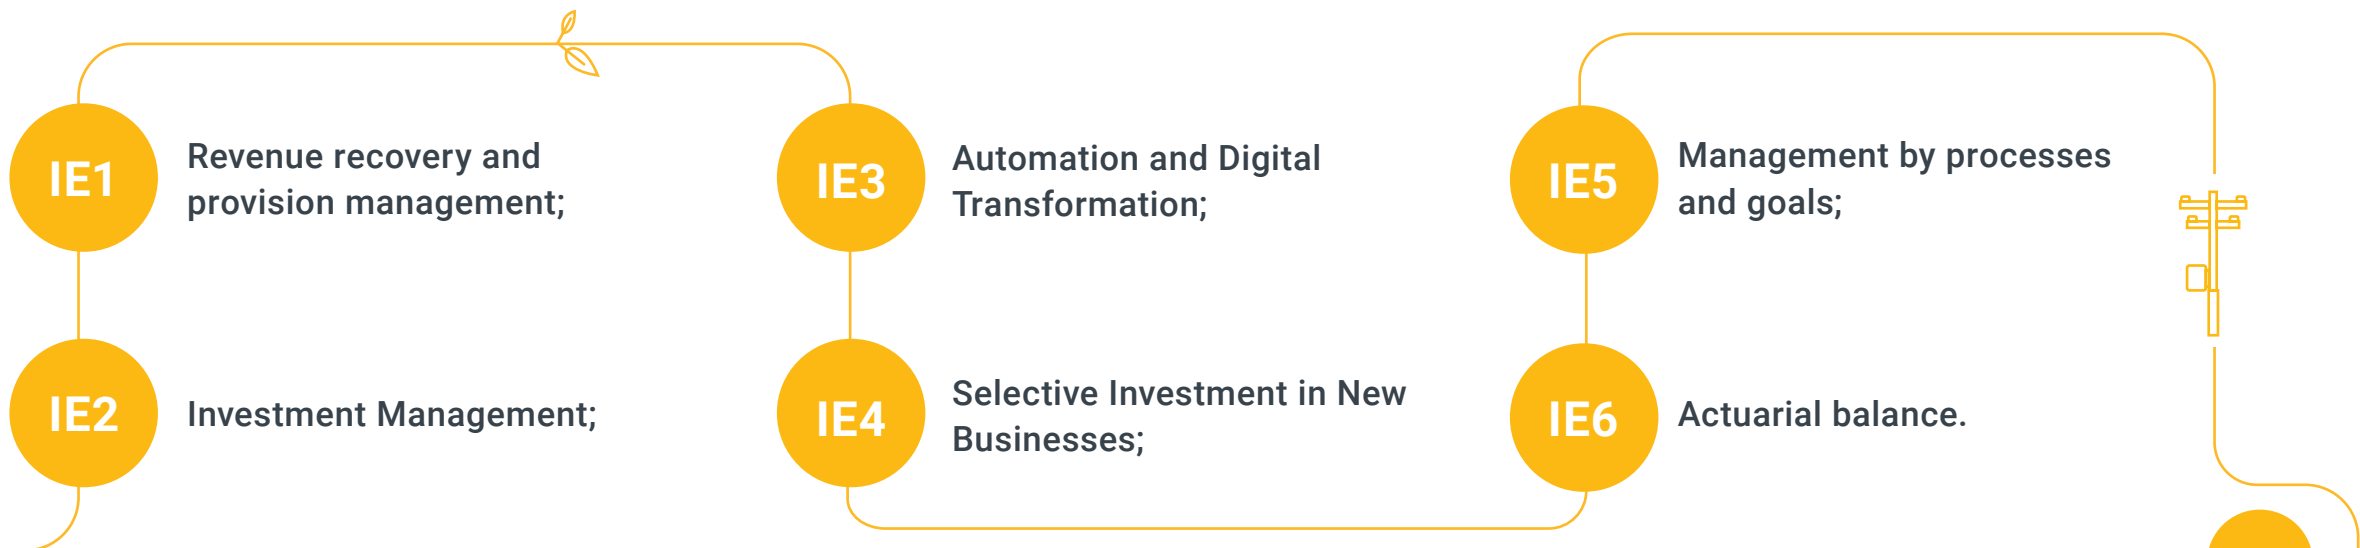 IE1
Revenue recovery and
provision management;
IE2
Investment Management;
IE3
Automation and Digital
Transformation;
IE4
Selective Investment in New
Businesses;
IE5
Management by processes
and goals;
IE6
Actuarial balance.